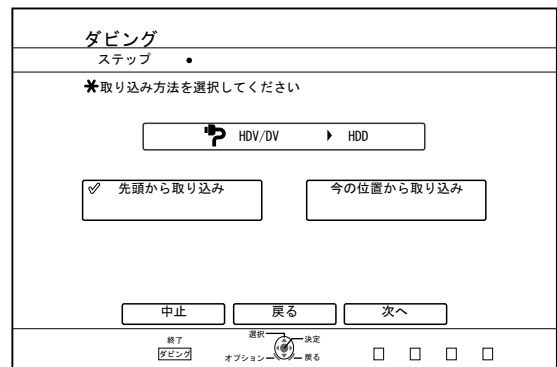 ダビング
ステップ
取り込み方法を選択してください
HDV/DV HDD
先頭から取り込み 今の位置から取り込み
中止 戻る 次へ
終了 選択 決定
ダビング オプション 戻る